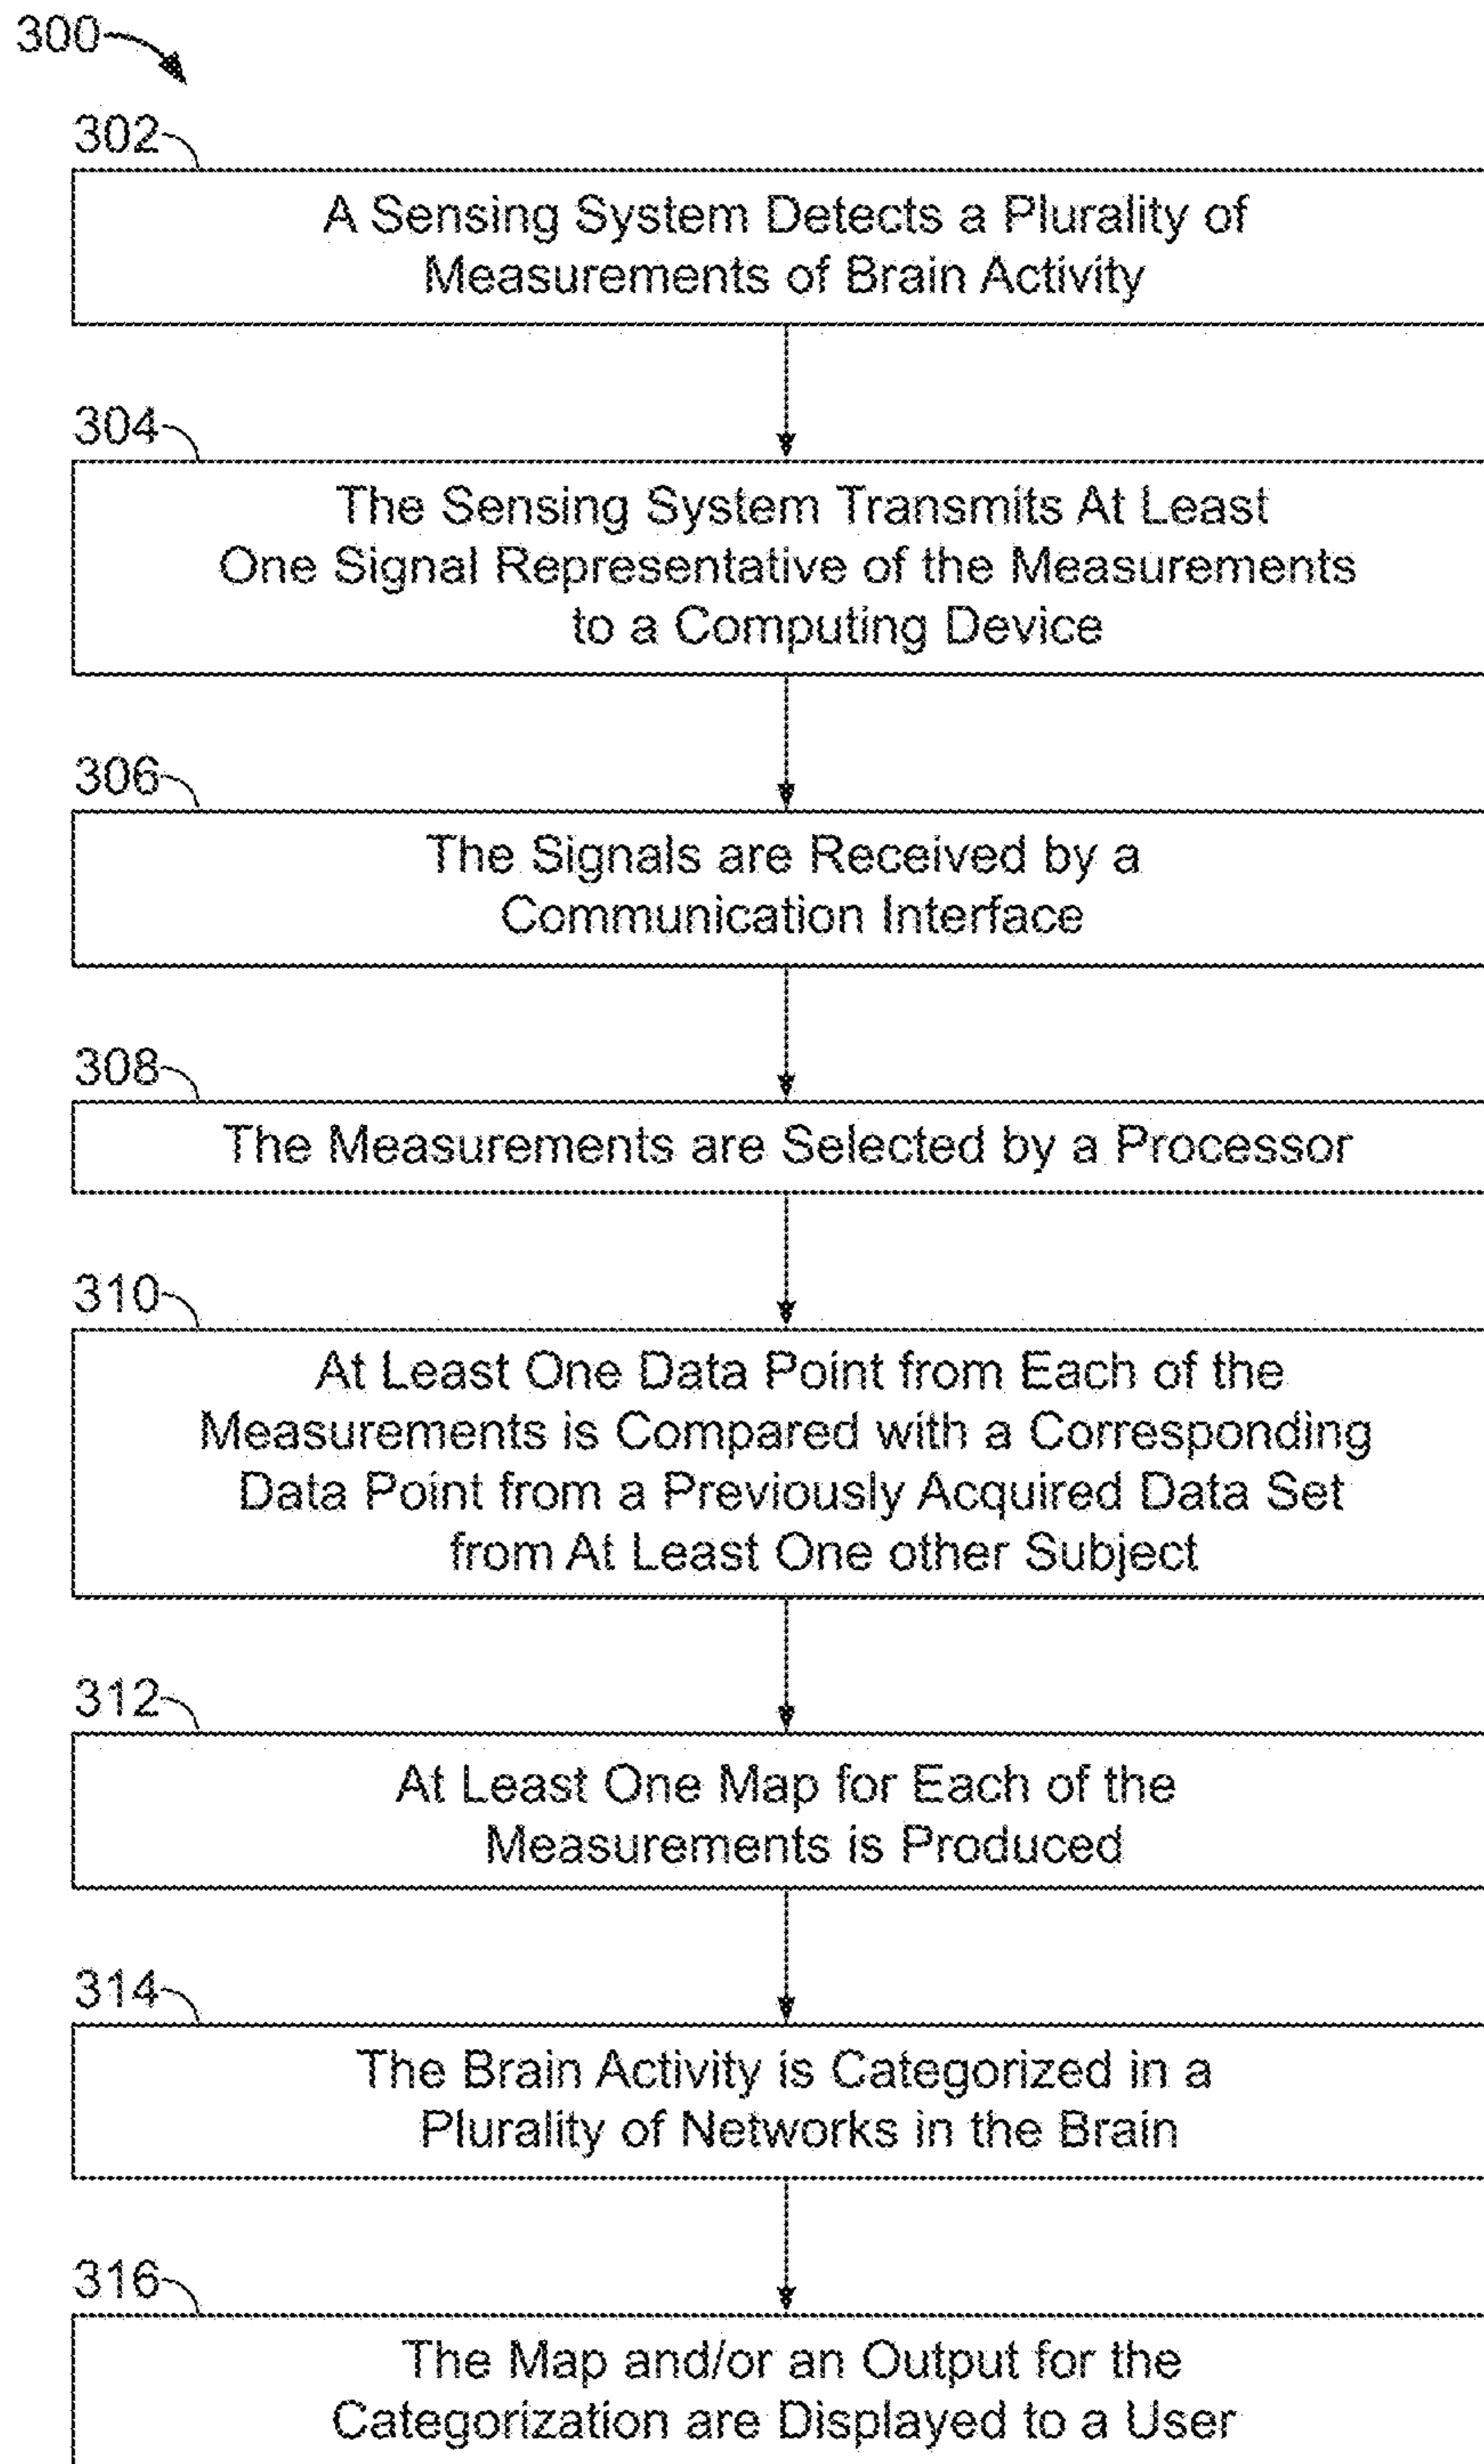 300
302
A Sensing System Detects a Plurality of
Measurements of Brain Activity
304
The Sensing System Transmits At Least
One Signal Representative of the Measurements
to a Computing Device
306
The Signals are Received by a
Communication Interface
308
The Measurements are Selected by a Processor
310
At Least One Data Point from Each of the
Measurements is Compared with a Corresponding
Data Point from a Previously Acquired Data Set
from At Least One other Subject
312
At Least One Map for Each of the
Measurements is Produced
314
The Brain Activity is Categorized in a
Plurality of Networks in the Brain
316
The Map and/or an Output for the
Categorization are Displayed to a User